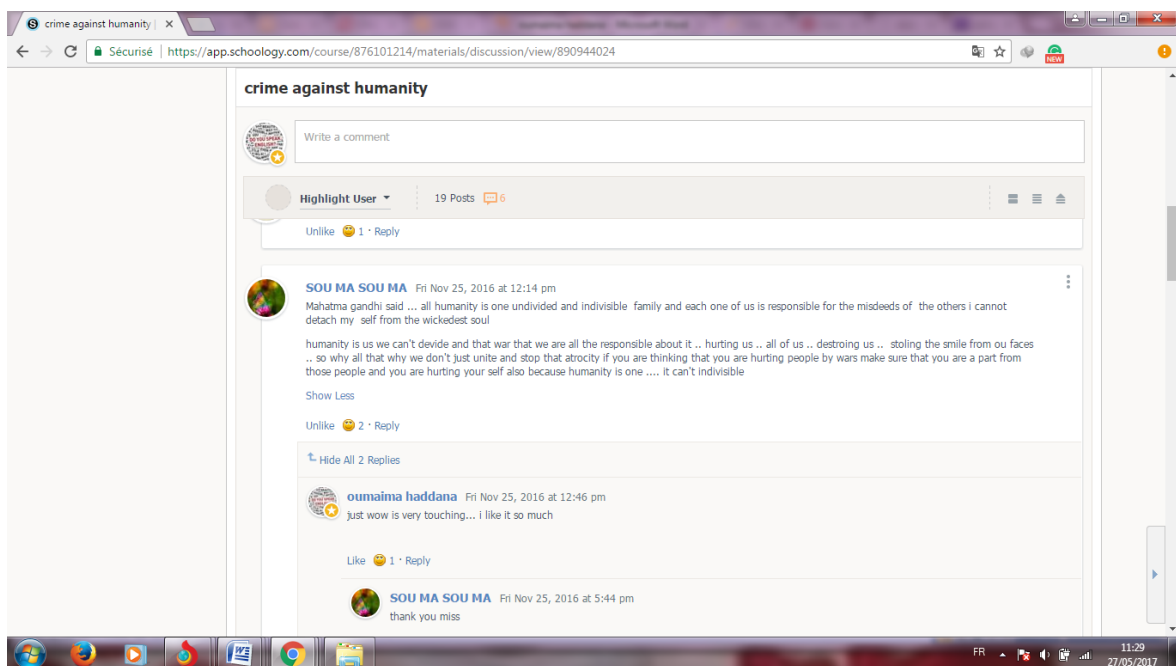 crime against humanity |
Sécurisé | https://app.schoology.com/course/876101214/materials/discussion/view/890944024
NEW
crime against humanity
Write a comment
Highlight User
19 Posts 6
Unlike 1 · Reply
SOU MA SOU MA Fri Nov 25, 2016 at 12:14 pm
Mahatma gandhi said ... all humanity is one undivided and indivisible family and each one of us is responsible for the misdeeds of the others i cannot
detach my self from the wickedest soul
humanity is us we can't devide and that war that we are all the responsible about it .. hurting us .. all of us .. destroing us .. stoling the smile from ou faces
.. so why all that why we don't just unite and stop that atrocity if you are thinking that you are hurting people by wars make sure that you are a part from
those people and you are hurting your self also because humanity is one .... it can't indivisible
Show Less
Unlike 2 · Reply
Hide All 2 Replies
oumaima haddana Fri Nov 25, 2016 at 12:46 pm
just wow is very touching... i like it so much
Like 1 · Reply
SOU MA SOU MA Fri Nov 25, 2016 at 5:44 pm
thank you miss
FR 11:29
27/05/2017